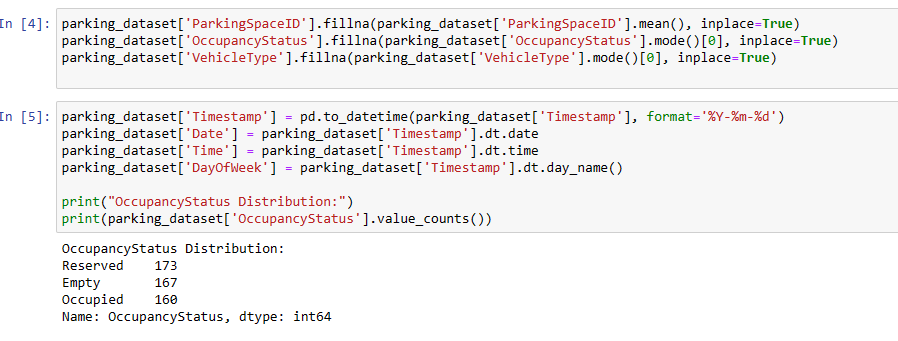 In [4]: parking_dataset['ParkingSpaceID'].fillna(parking_dataset['ParkingSpaceID'].mean(), inplace=True)
parking_dataset['OccupancyStatus'].fillna(parking_dataset['OccupancyStatus'].mode()[0], inplace=True)
parking_dataset['VehicleType'].fillna(parking_dataset['VehicleType'].mode()[0], inplace=True)
In [5]: parking_dataset['Timestamp'] = pd.to_datetime(parking_dataset['Timestamp'], format='%Y-%m-%d')
parking_dataset['Date'] = parking_dataset['Timestamp'].dt.date
parking_dataset['Time'] = parking_dataset['Timestamp'].dt.time
parking_dataset['DayOfWeek'] = parking_dataset['Timestamp'].dt.day_name()
print("OccupancyStatus Distribution:")
print(parking_dataset['OccupancyStatus'].value_counts())
OccupancyStatus Distribution:
Reserved    173
Empty       167
Occupied    160
Name: OccupancyStatus, dtype: int64